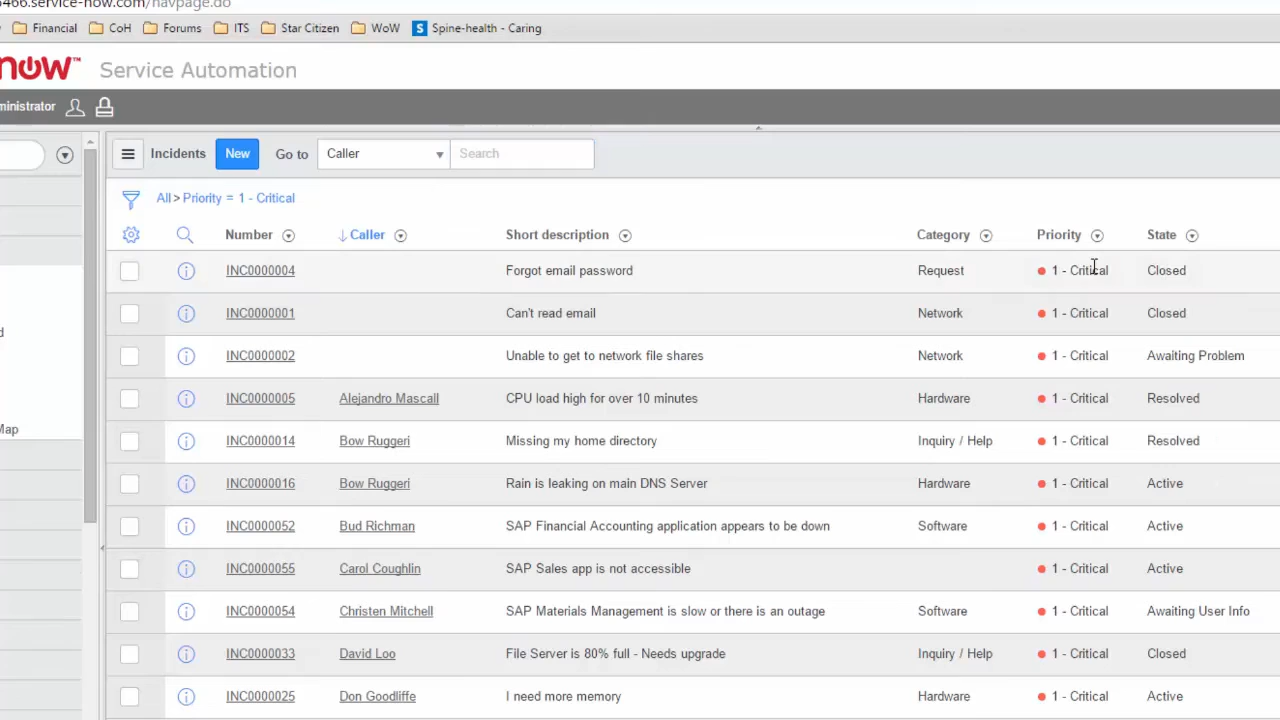 5466.service-now.com/navpage.do
Financial CoH Forums ITS Star Citizen WoW S Spine-health - Caring
now™ Service Automation
ministrator
Incidents New Go to Caller Search
All > Priority = 1 - Critical
Number Caller Short description Category Priority State
INC0000004 Forgot email password Request 1 - Critical Closed
INC0000001 Can't read email Network 1 - Critical Closed
d
INC0000002 Unable to get to network file shares Network 1 - Critical Awaiting Problem
INC0000005 Alejandro Mascall CPU load high for over 10 minutes Hardware 1 - Critical Resolved
Map
INC0000014 Bow Ruggeri Missing my home directory Inquiry / Help 1 - Critical Resolved
INC0000016 Bow Ruggeri Rain is leaking on main DNS Server Hardware 1 - Critical Active
INC0000052 Bud Richman SAP Financial Accounting application appears to be down Software 1 - Critical Active
INC0000055 Carol Coughlin SAP Sales app is not accessible 1 - Critical Active
INC0000054 Christen Mitchell SAP Materials Management is slow or there is an outage Software 1 - Critical Awaiting User Info
INC0000033 David Loo File Server is 80% full - Needs upgrade Inquiry / Help 1 - Critical Closed
INC0000025 Don Goodliffe I need more memory Hardware 1 - Critical Active